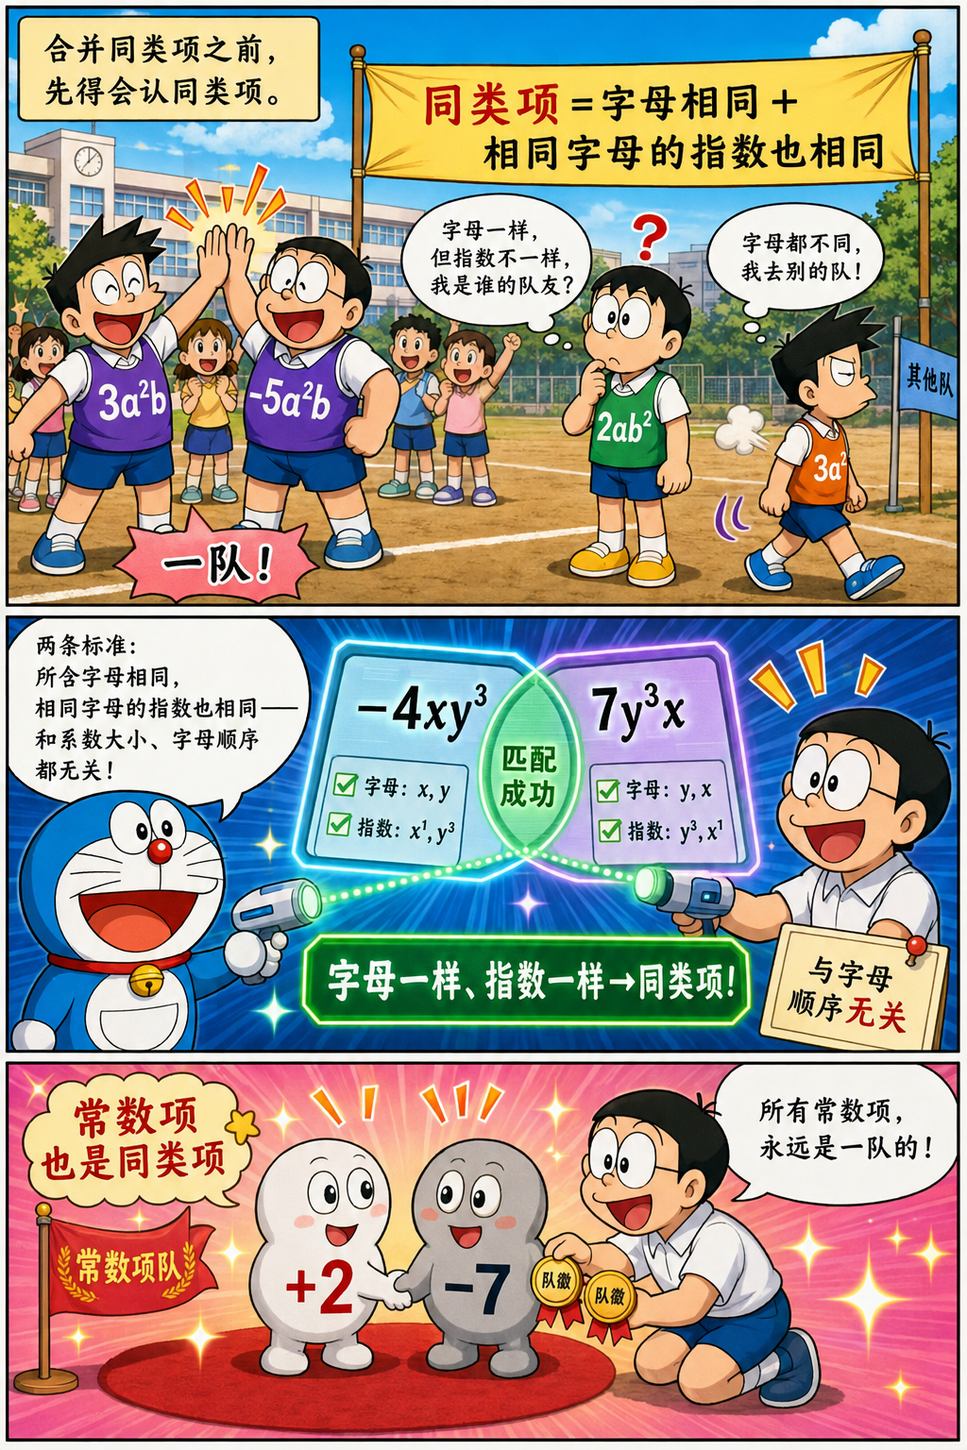 合并同类项之前，
先得会认同类项。
同类项=字母相同+
相同字母的指数也相同
字母一样，
但指数不一样，
我是谁的队友？
?
字母都不同，
我去别的队！
其他队
3a²b
-5a²b
2ab²
3a²
一队！
两条标准：
所含字母相同，
相同字母的指数也相同——
和系数大小、字母顺序
都无关！
-4xy³
字母：x,y
指数：x¹,y³
匹配
成功
7y³x
字母：y,x
指数：y³,x¹
字母一样、指数一样→同类项！
与字母
顺序无关
常数项
也是同类项
所有常数项，
永远是一队的！
常数项队
+2
-7
队徽
队徽